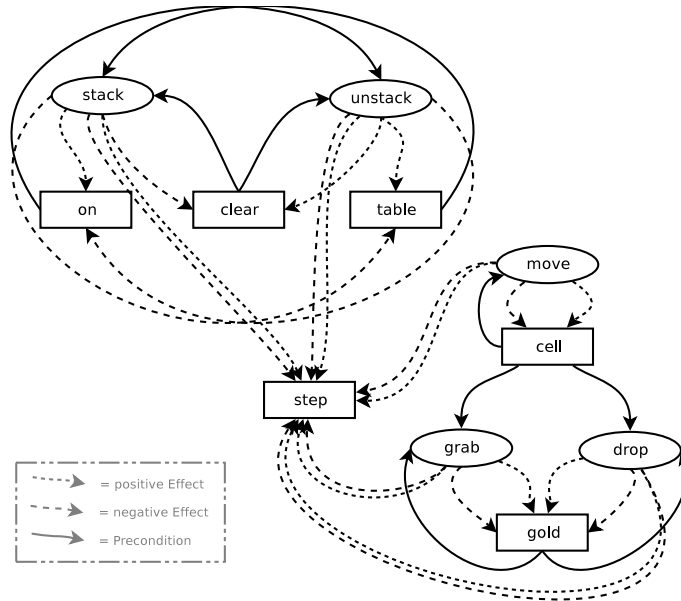 stack
unstack
on
clear
table
move
cell
step
grab
drop
gold
= positive Effect
= negative Effect
= Precondition